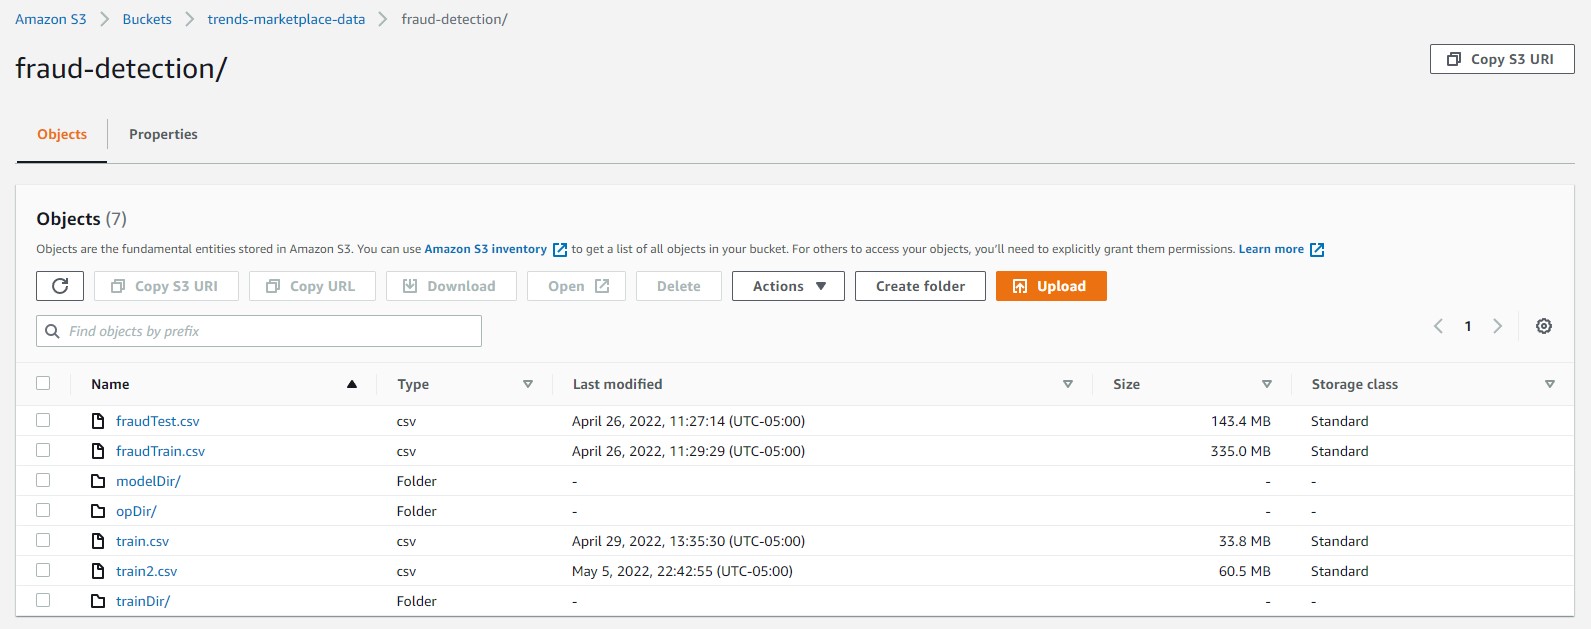 Amazon S3 > Buckets > trends-marketplace-data > fraud-detection/
fraud-detection/
Copy S3 URI
Objects Properties
Objects (7)
Objects are the fundamental entities stored in Amazon S3. You can use Amazon S3 inventory to get a list of all objects in your bucket. For others to access your objects, you'll need to explicitly grant them permissions. Learn more
Copy S3 URI Copy URL Download Open Delete Actions Create folder Upload
Find objects by prefix
1
Name Type Last modified Size Storage class
fraudTest.csv csv April 26, 2022, 11:27:14 (UTC-05:00) 143.4 MB Standard
fraudTrain.csv csv April 26, 2022, 11:29:29 (UTC-05:00) 335.0 MB Standard
modelDir/ Folder - - -
opDir/ Folder - - -
train.csv csv April 29, 2022, 13:35:30 (UTC-05:00) 33.8 MB Standard
train2.csv csv May 5, 2022, 22:42:55 (UTC-05:00) 60.5 MB Standard
trainDir/ Folder - - -